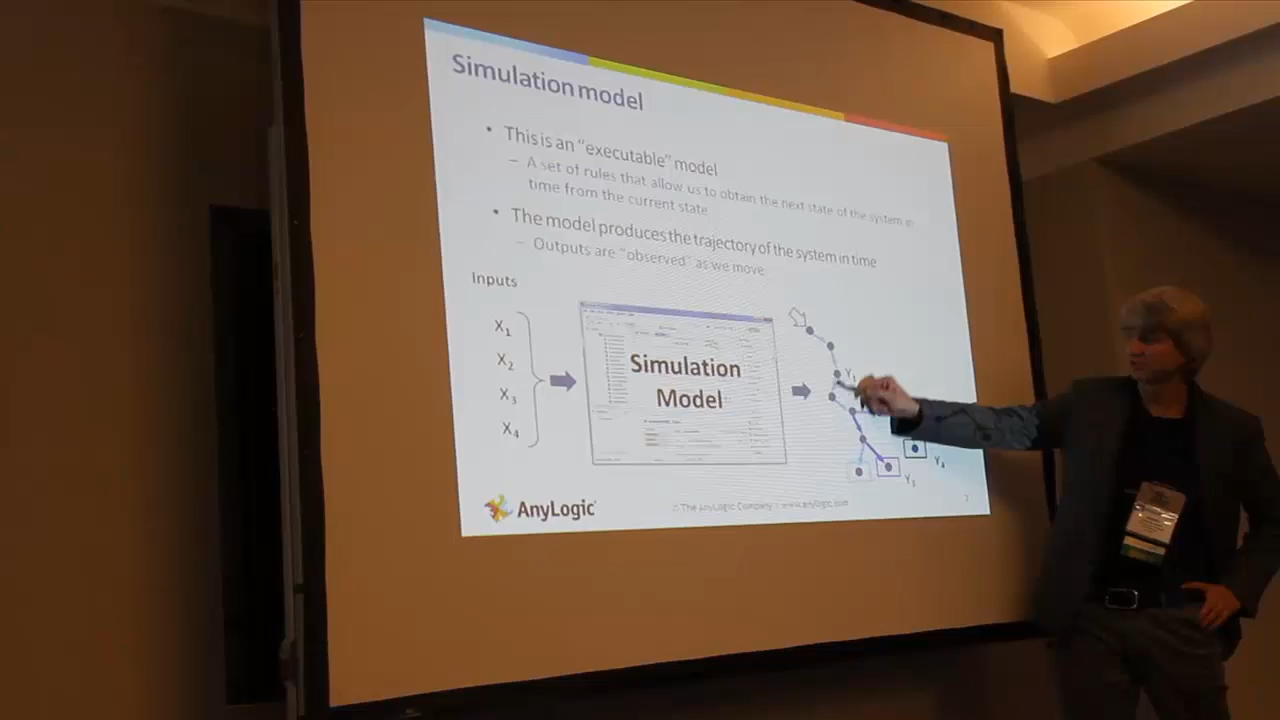 Simulation model
• This is an “executable” model
– A set of rules that allow us to obtain the next state of the system in
time from the current state
• The model produces the trajectory of the system in time
– Outputs are “observed” as we move
Inputs
X1
X2
X3
X4
Simulation
Model
Y1
Y4
AnyLogic
© The AnyLogic Company | www.anylogic.com